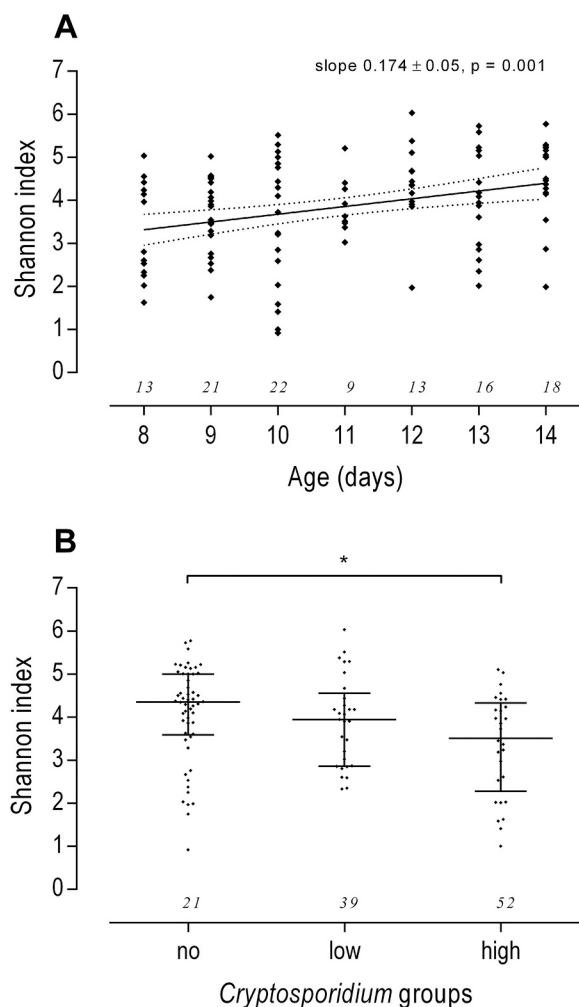 A
slope 0.174 ± 0.05, p = 0.001
7
6
5
4
3
2
1
0
Shannon index
13 21 22 9 13 16 18
8 9 10 11 12 13 14
Age (days)
B
*
7
6
5
4
3
2
1
0
Shannon index
21 39 52
no low high
Cryptosporidium groups